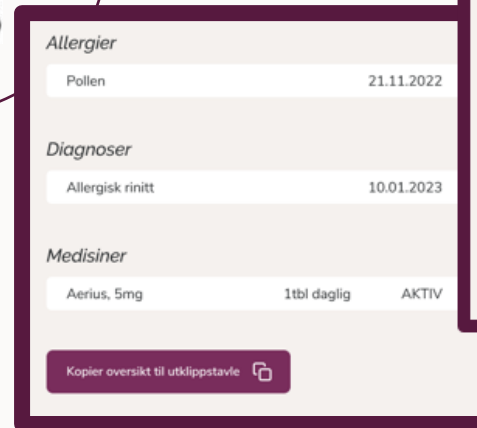 Allergier
Pollen 21.11.2022
Diagnoser
Allergisk rinitt 10.01.2023
Medisiner
Aerius, 5mg 1tbl daglig AKTIV
Kopier oversikt til utklippstavle